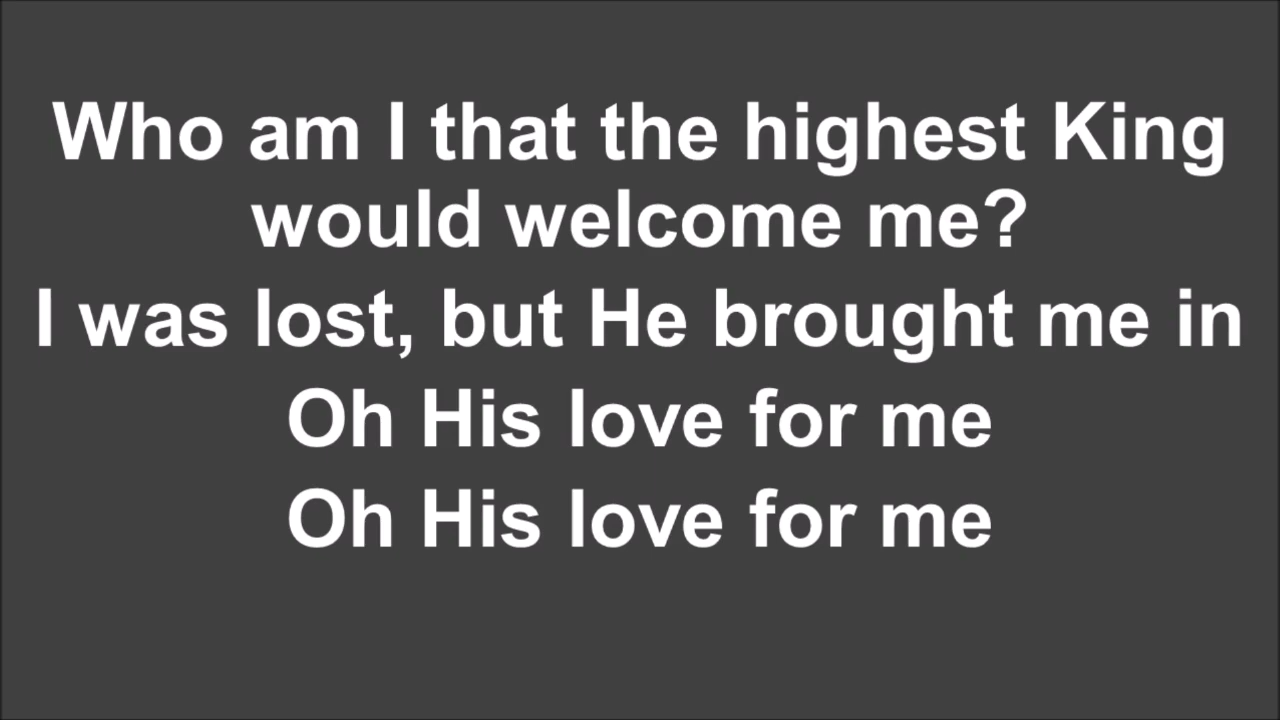 Who am I that the highest King
would welcome me?
I was lost, but He brought me in
Oh His love for me
Oh His love for me